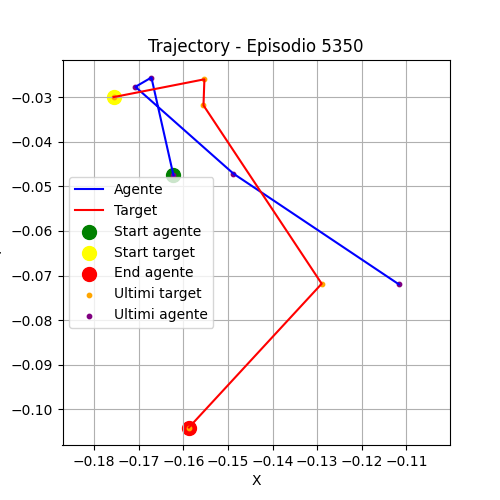 Trajectory - Episodio 5350
−0.03
−0.04
−0.05
−0.06
−0.07
−0.08
−0.09
−0.10
Agente
Target
Start agente
Start target
End agente
Ultimi target
Ultimi agente
−0.18 −0.17 −0.16 −0.15 −0.14 −0.13 −0.12 −0.11
X